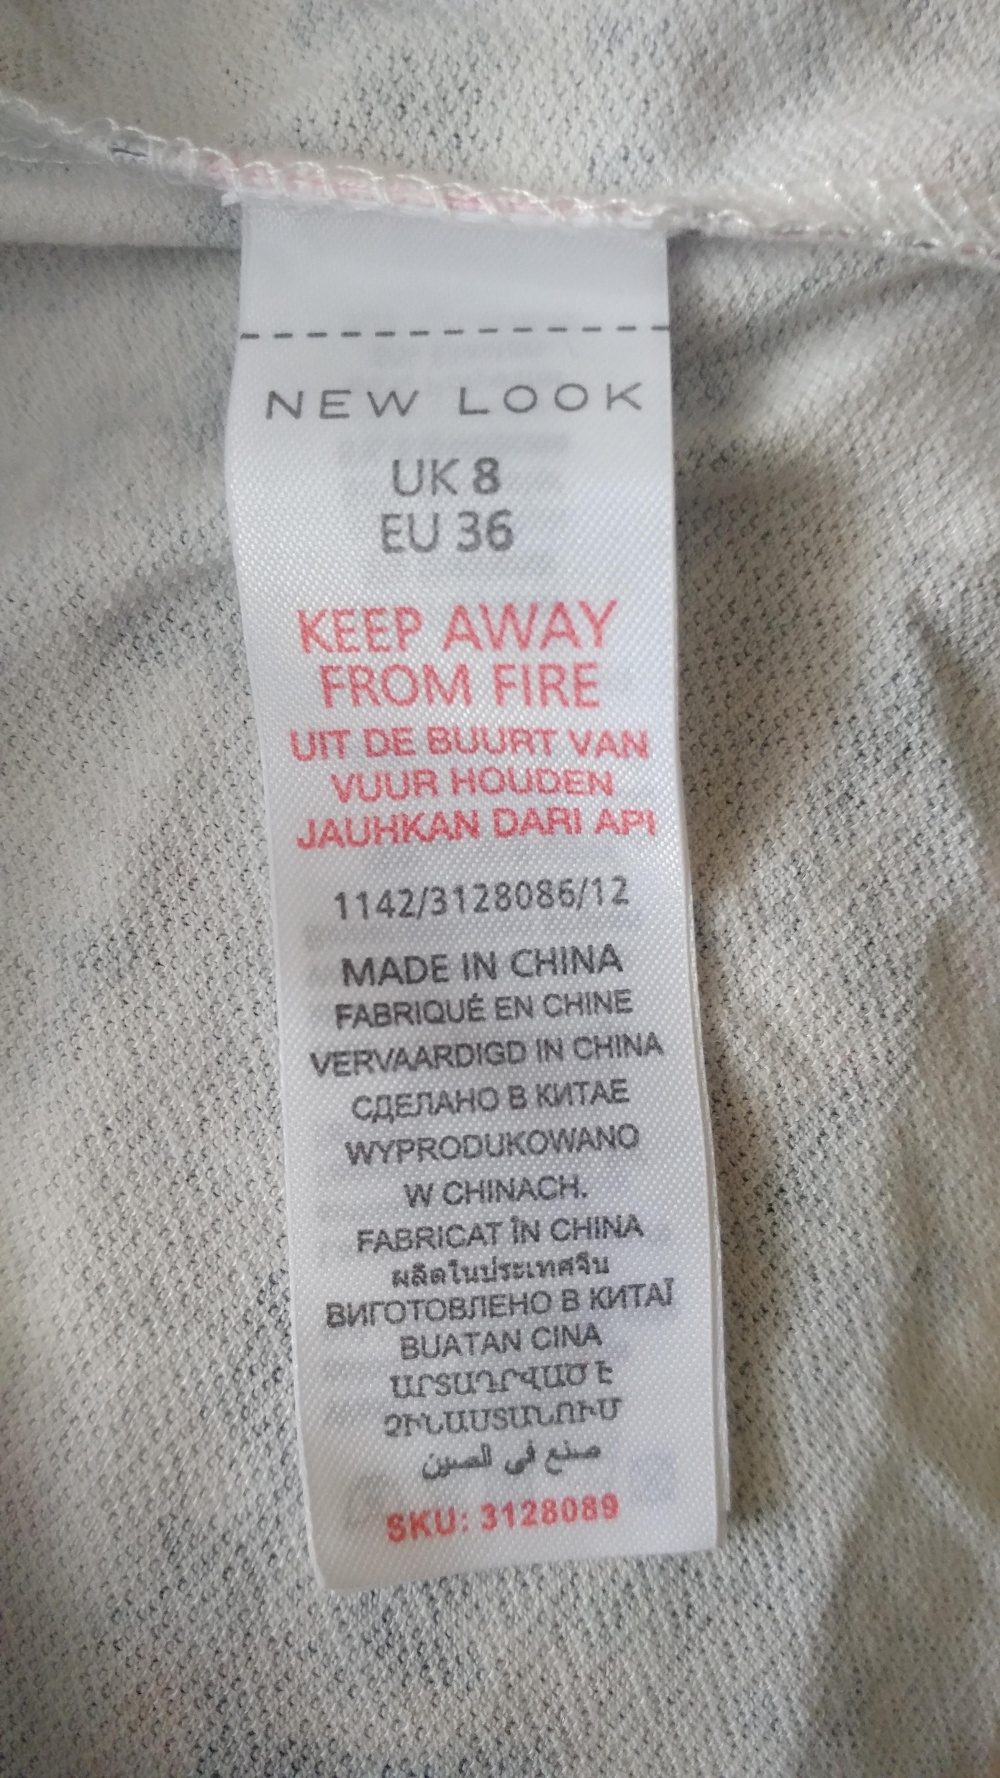 NEW LOOK
UK 8
EU 36
KEEP AWAY
FROM FIRE
UIT DE BUURT VAN
VUUR HOUDEN
JAUHKAN DARI API
1142/3128086/12
MADE IN CHINA
FABRIQUÉ EN CHINE
VERVAARDIGD IN CHINA
СДЕЛАНО В КИТАЕ
WYPRODUKOWANO
W CHINACH.
FABRICAT ÎN CHINA
ผลิตในประเทศจีน
ВИГОТОВЛЕНО В КИТАЇ
BUATAN CINA
ԱՐՏԱԴՐՎԱԾ Է
ՉԻՆԱՍՏԱՆՈՒՄ
صنع في الصين
SKU: 3128089